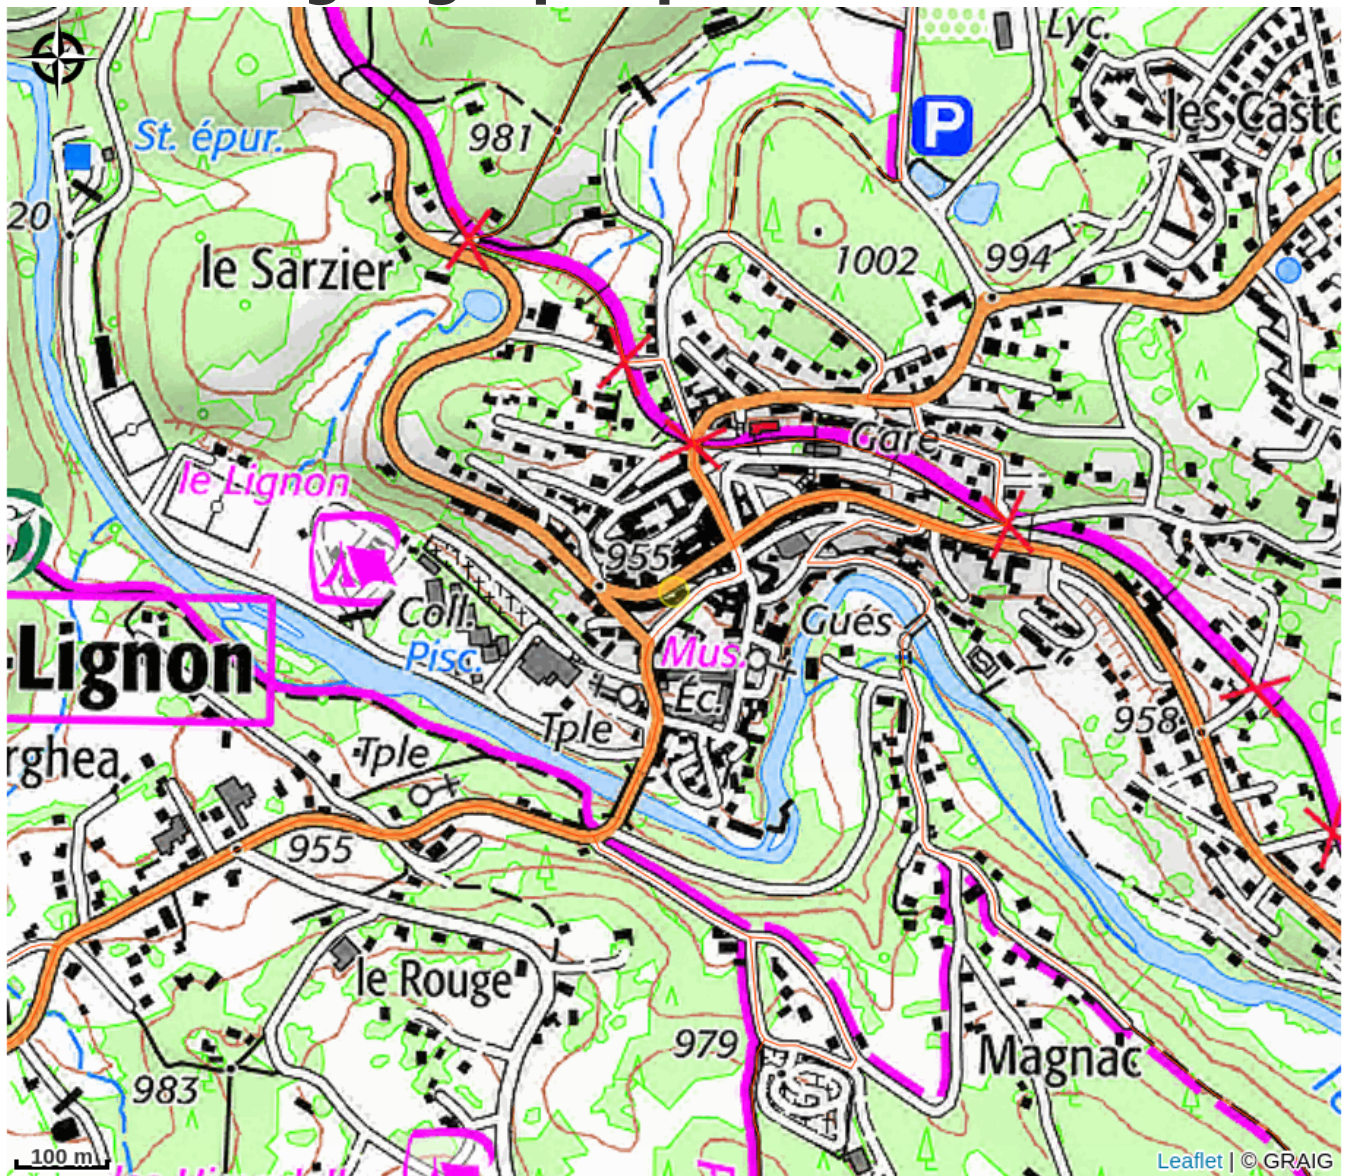 Lyc.
les Casto
P
St. épur.
981
20
le Sarzier
1002
994
Gare
le Lignon
955
Coll.
Pisc.
Gués
Mus.
-Lignon
Éc.
Tple
958
Tple
rghea
955
le Rouge
979
Magnac
983
100 m
Leaflet | © GRAIG